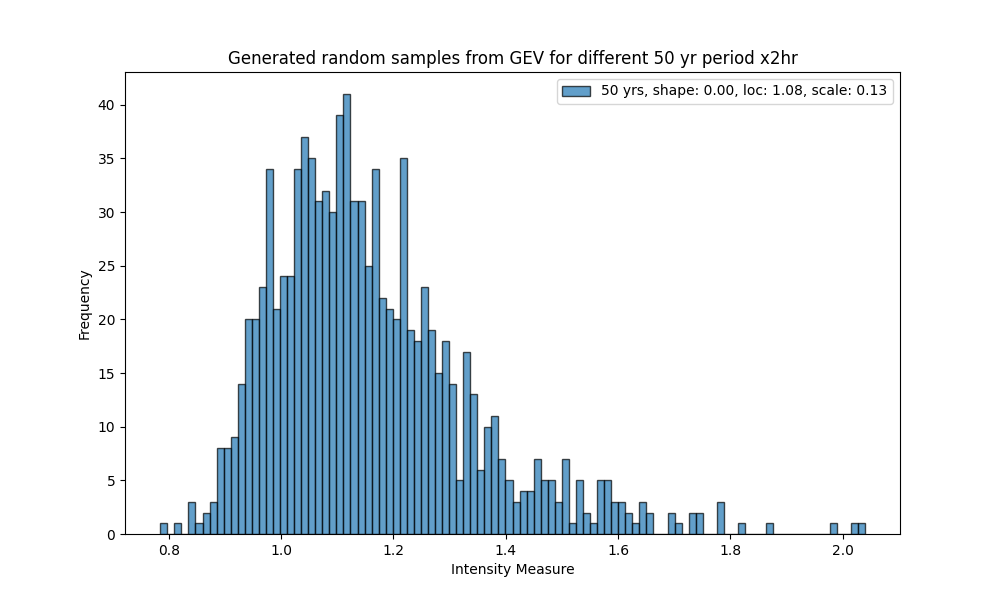 Generated random samples from GEV for different 50 yr period x2hr
50 yrs, shape: 0.00, loc: 1.08, scale: 0.13
Frequency
40
35
30
25
20
15
10
5
0
0.8 1.0 1.2 1.4 1.6 1.8 2.0
Intensity Measure